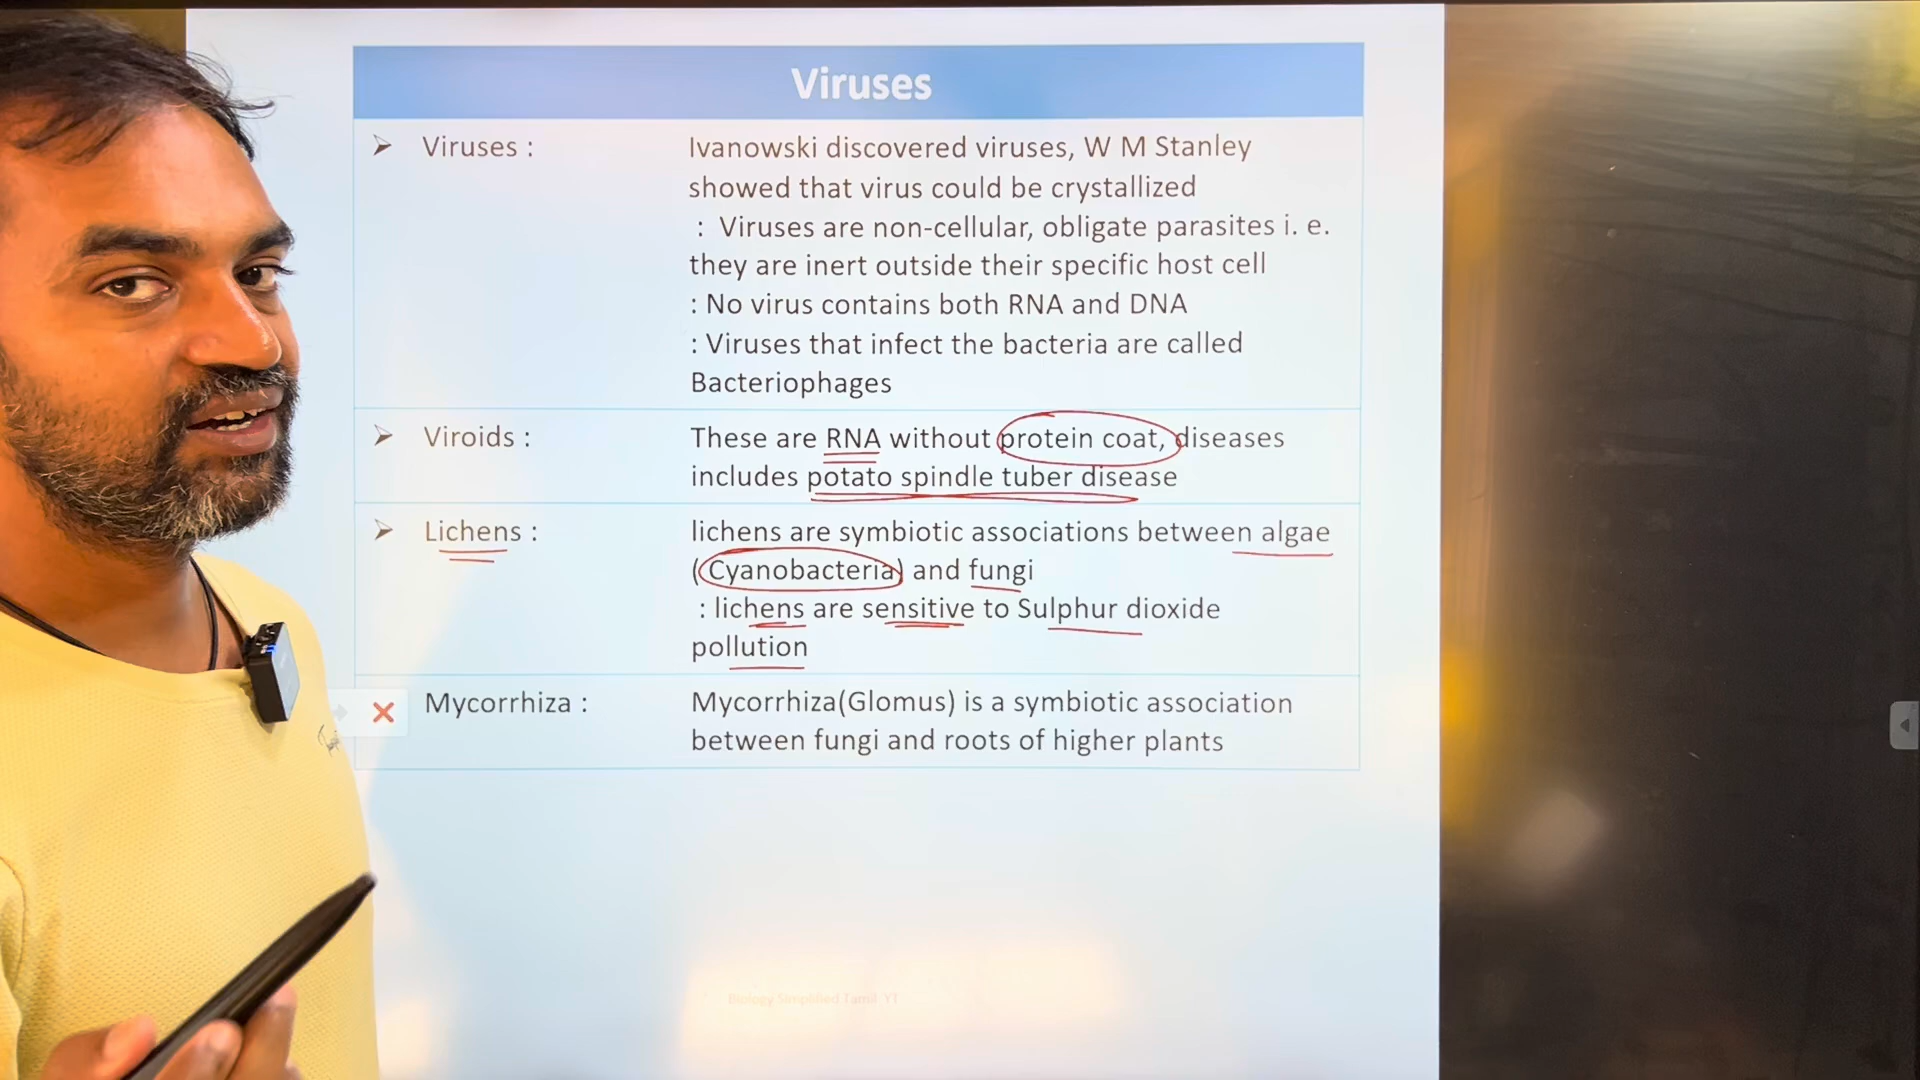 Viruses
Viruses :
Ivanowski discovered viruses, W M Stanley
showed that virus could be crystallized
: Viruses are non-cellular, obligate parasites i. e.
they are inert outside their specific host cell
: No virus contains both RNA and DNA
: Viruses that infect the bacteria are called
Bacteriophages
Viroids :
These are RNA without protein coat, diseases
includes potato spindle tuber disease
Lichens :
lichens are symbiotic associations between algae
(Cyanobacteria) and fungi
: lichens are sensitive to Sulphur dioxide
pollution
Mycorrhiza :
Mycorrhiza(Glomus) is a symbiotic association
between fungi and roots of higher plants
Biology Simplified Tamil YT